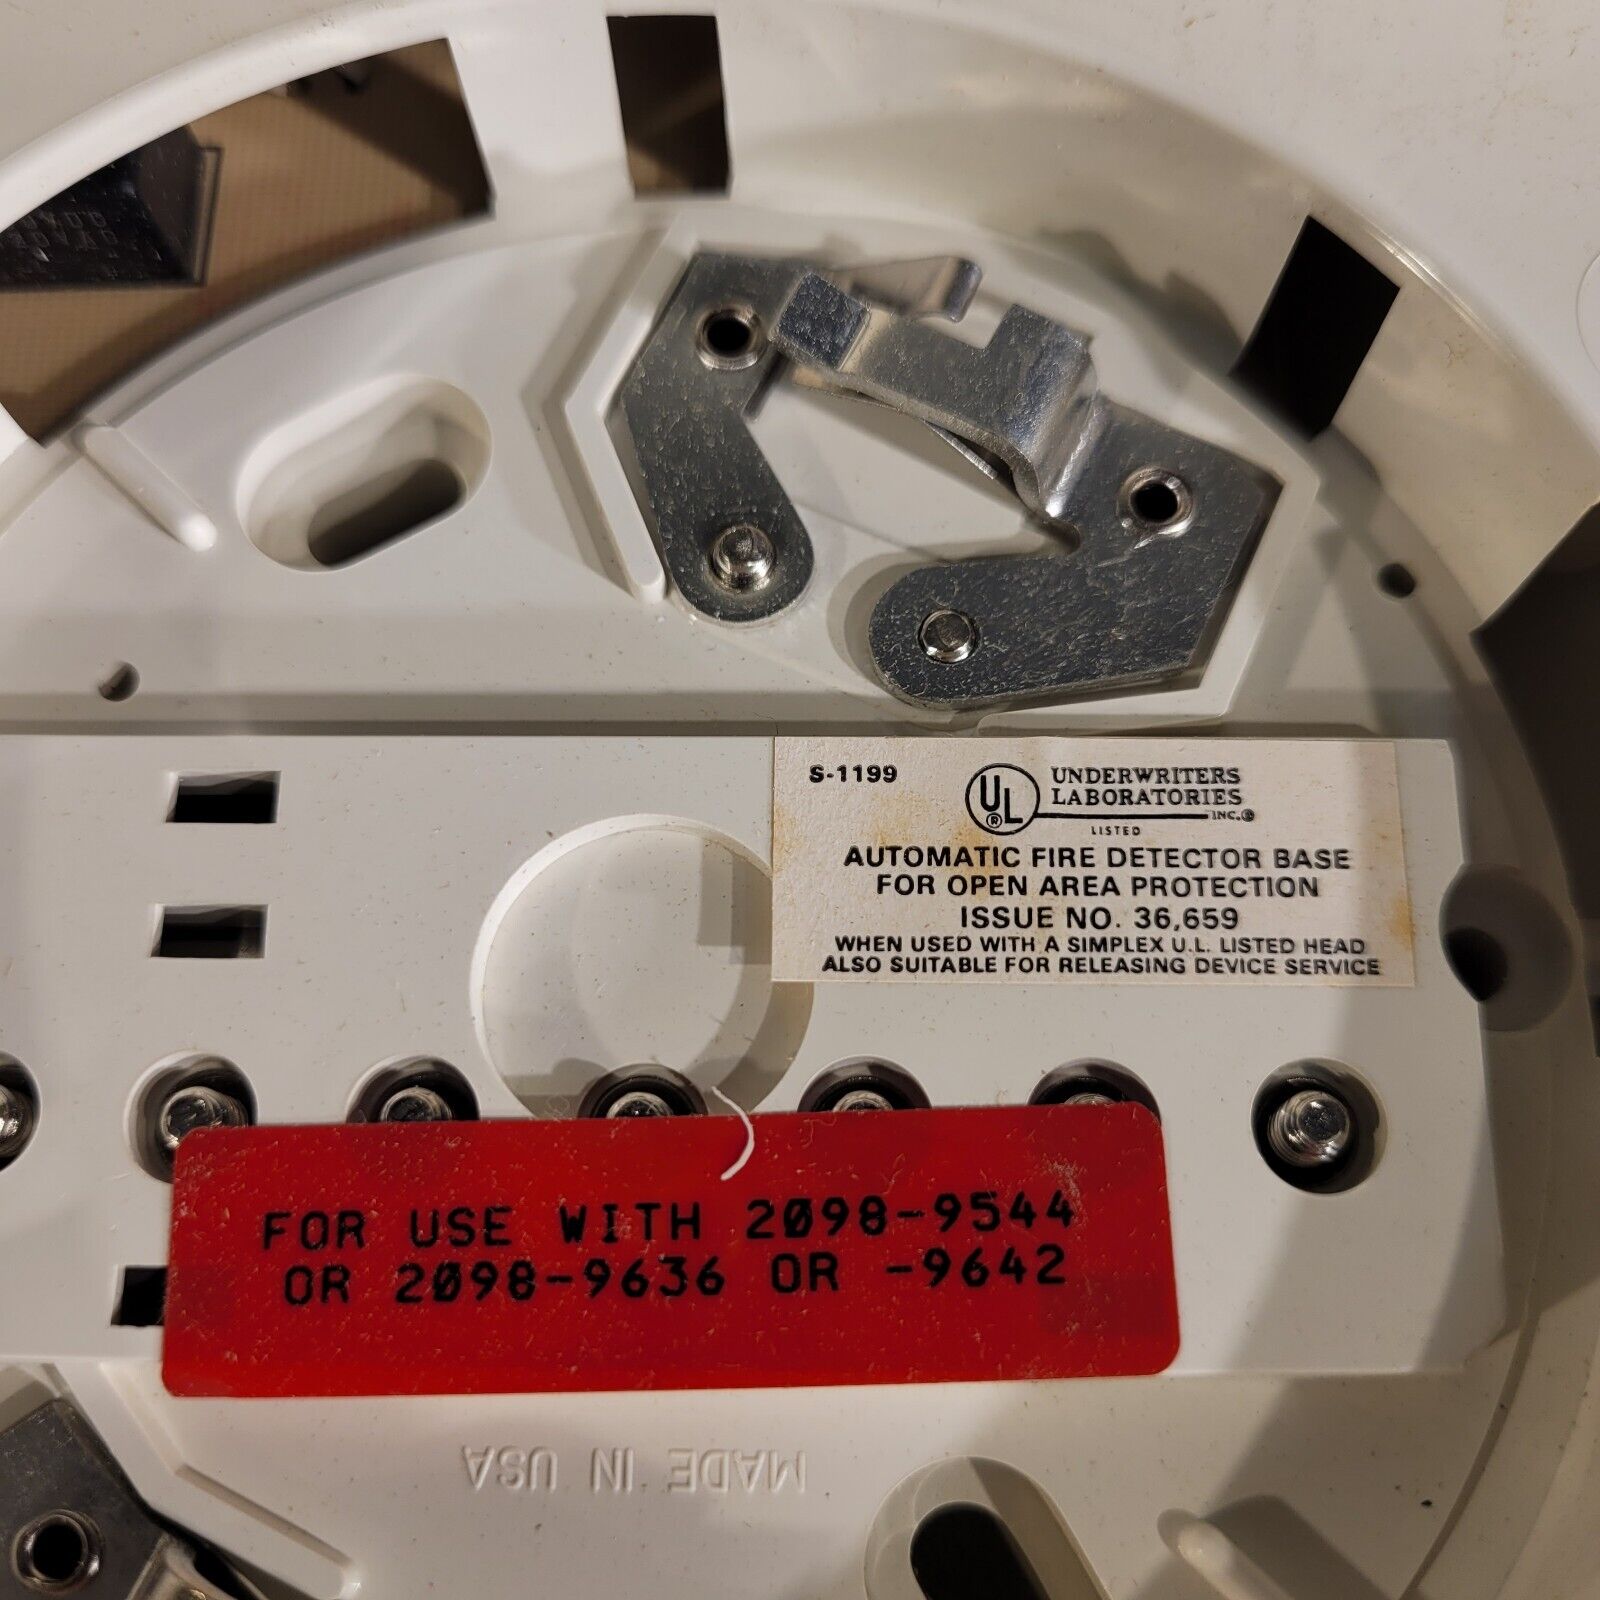 S-1199
UL
®
UNDERWRITERS
LABORATORIES
INC.®
LISTED
AUTOMATIC FIRE DETECTOR BASE
FOR OPEN AREA PROTECTION
ISSUE NO. 36,659
WHEN USED WITH A SIMPLEX U.L. LISTED HEAD
ALSO SUITABLE FOR RELEASING DEVICE SERVICE
FOR USE WITH 2098-9544
OR 2098-9636 OR -9642
MADE IN USA